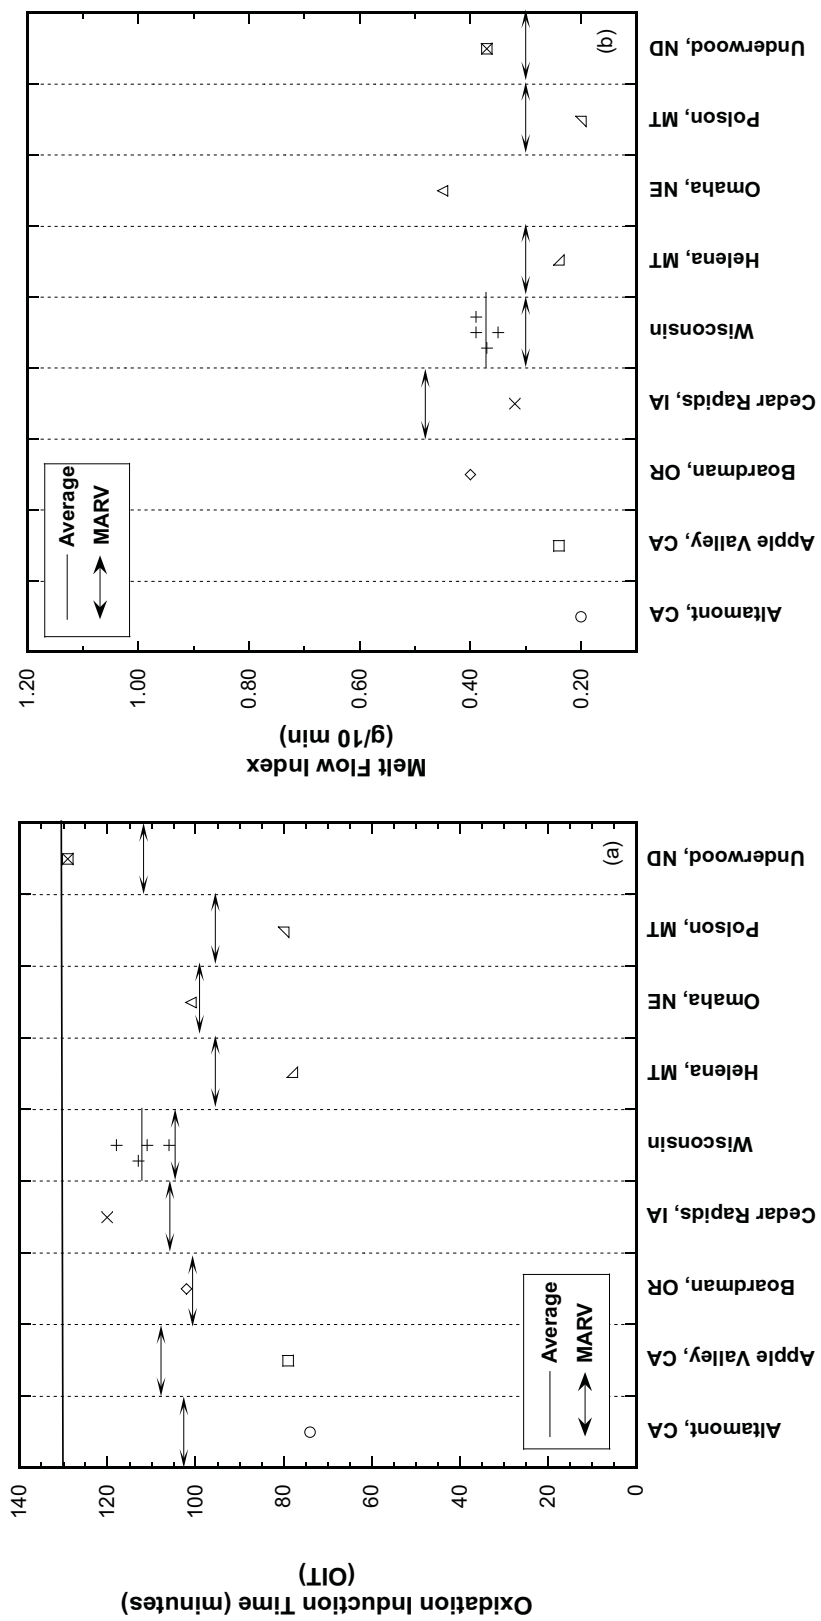 Oxidation Induction Time (minutes)
(OIT)
140
120
100
80
60
40
20
0
Average
MARV
(a)
Altamont, CA
Apple Valley, CA
Boardman, OR
Cedar Rapids, IA
Wisconsin
Helena, MT
Omaha, NE
Polson, MT
Underwood, ND
Melt Flow Index
(g/10 min)
1.20
1.00
0.80
0.60
0.40
0.20
Average
MARV
(b)
Altamont, CA
Apple Valley, CA
Boardman, OR
Cedar Rapids, IA
Wisconsin
Helena, MT
Omaha, NE
Polson, MT
Underwood, ND